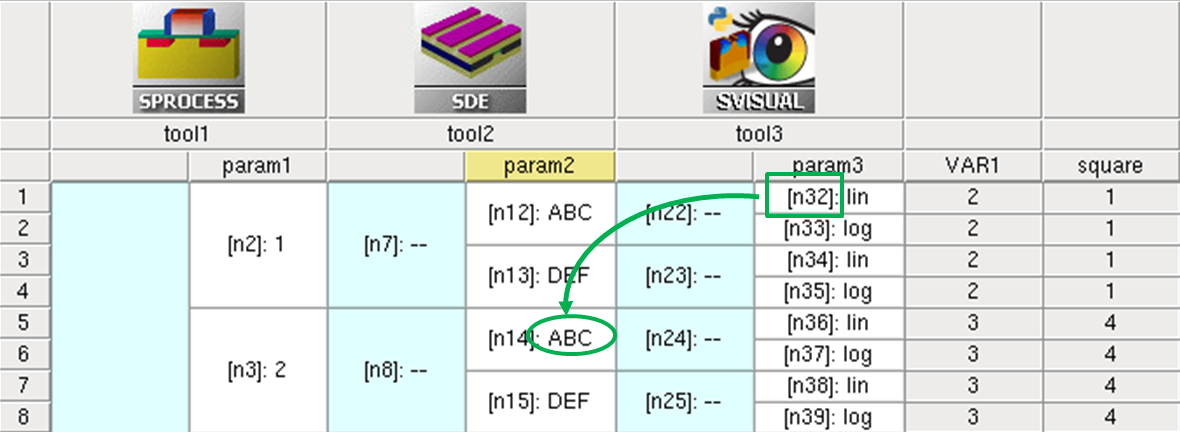 SPROCESS SDE SVISUAL
tool1 tool2 tool3
param1 param2 param3 VAR1 square
1 [n2]: 1 [n7]: -- [n12]: ABC [n22]: -- [n32]: lin 2 1
2 [n33]: log 2 1
3 [n13]: DEF [n23]: -- [n34]: lin 2 1
4 [n35]: log 2 1
5 [n3]: 2 [n8]: -- [n14]: ABC [n24]: -- [n36]: lin 3 4
6 [n37]: log 3 4
7 [n15]: DEF [n25]: -- [n38]: lin 3 4
8 [n39]: log 3 4